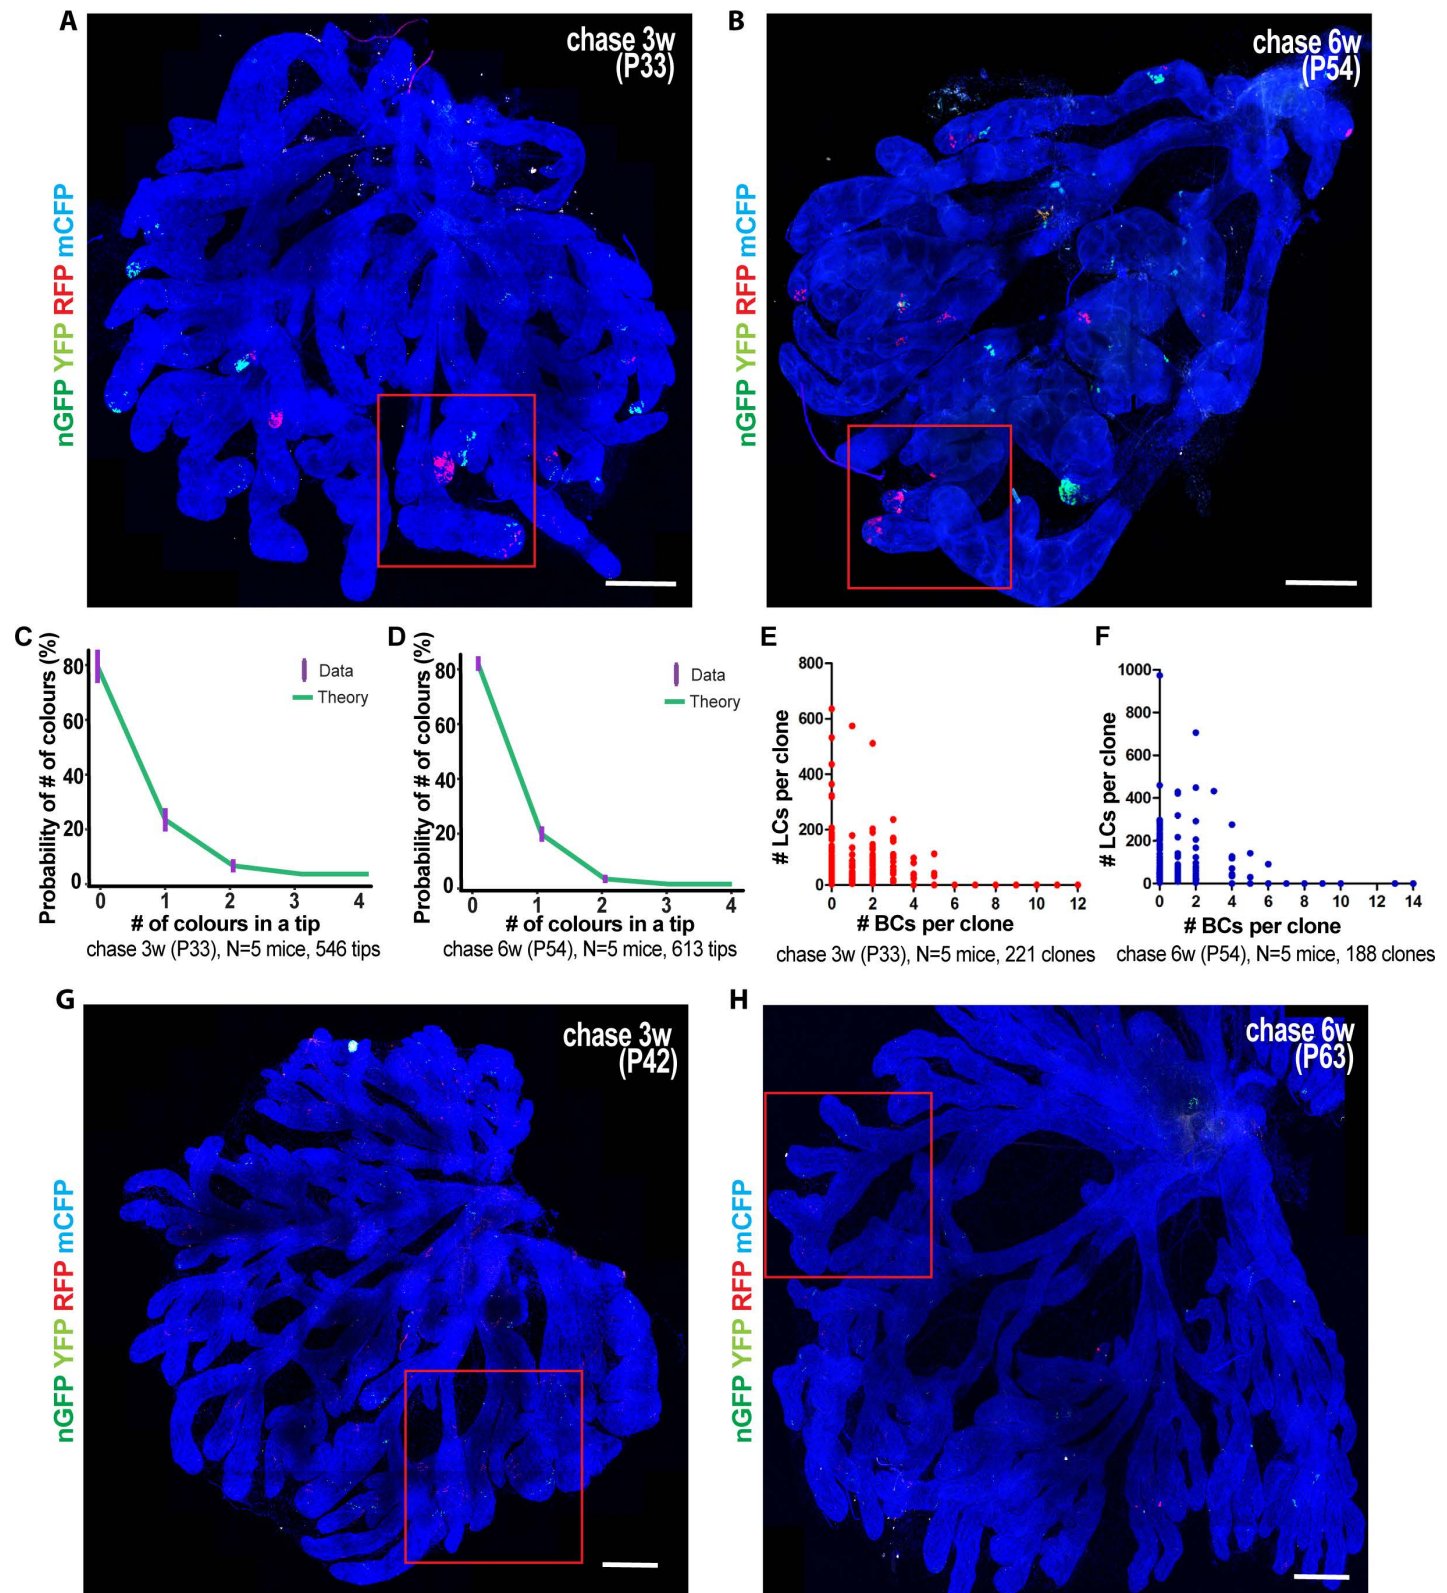 A
chase 3w
(P33)
nGFP YFP RFP mCFP
B
chase 6w
(P54)
nGFP YFP RFP mCFP
C
Probability of # of colours (%)
80
60
40
20
0
Data
Theory
0 1 2 3 4
# of colours in a tip
chase 3w (P33), N=5 mice, 546 tips
D
Probability of # of colours (%)
80
60
40
20
0
Data
Theory
0 1 2 3 4
# of colours in a tip
chase 6w (P54), N=5 mice, 613 tips
E
# LCs per clone
800
600
400
200
0
0 2 4 6 8 10 12
# BCs per clone
chase 3w (P33), N=5 mice, 221 clones
F
# LCs per clone
1000
800
600
400
200
0
0 2 4 6 8 10 12 14
# BCs per clone
chase 6w (P54), N=5 mice, 188 clones
G
chase 3w
(P42)
nGFP YFP RFP mCFP
H
chase 6w
(P63)
nGFP YFP RFP mCFP